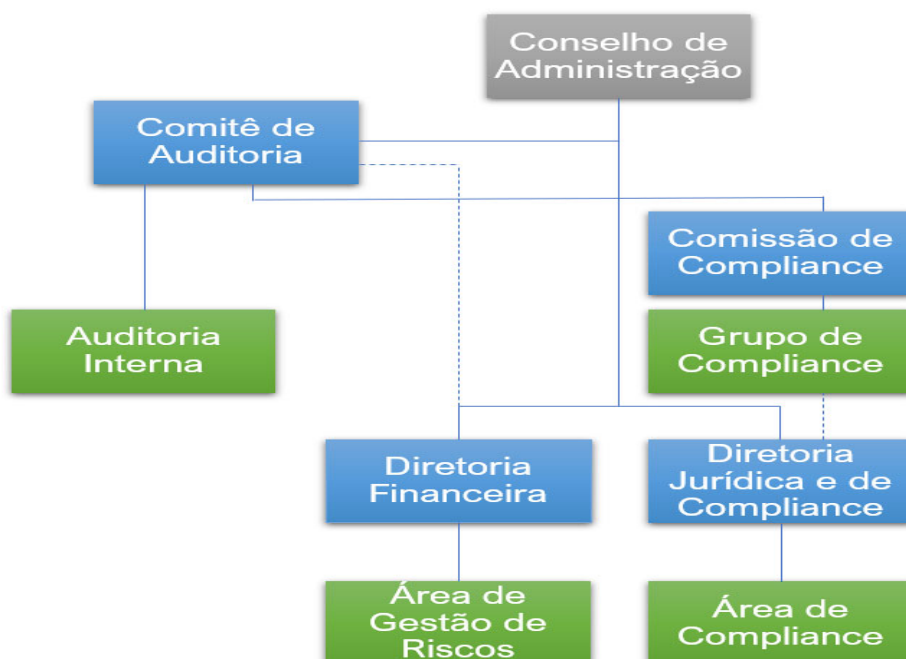 Conselho de
Administração
Comitê de
Auditoria
Comissão de
Compliance
Auditoria
Interna
Grupo de
Compliance
Diretoria
Financeira
Diretoria
Jurídica e de
Compliance
Área de
Gestão de
Riscos
Área de
Compliance